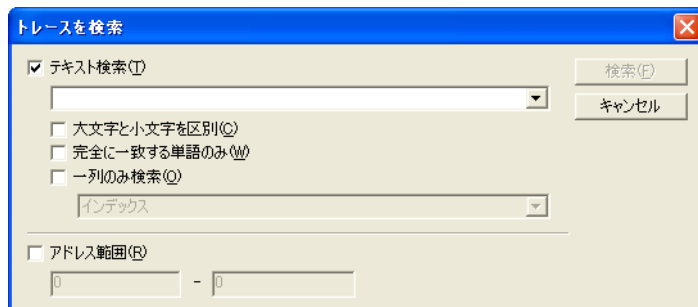 トレースを検索
テキスト検索(T)
検索(F)
キャンセル
大文字と小文字を区別(C)
完全に一致する単語のみ(W)
一列のみ検索(O)
インデックス
アドレス範囲(R)
0 - 0